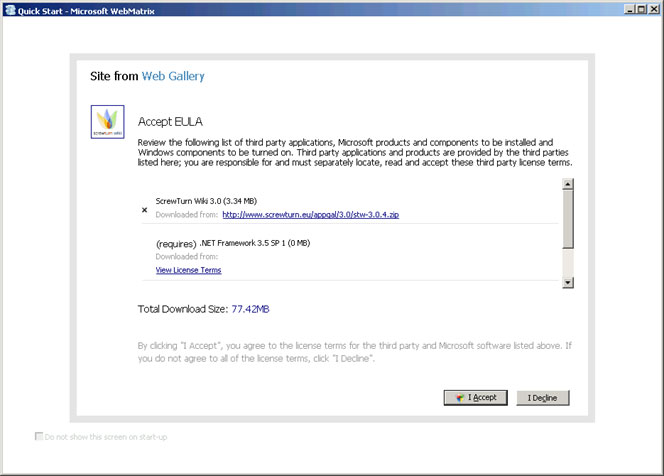 Quick Start - Microsoft WebMatrix
Site from Web Gallery
screwturn wiki
Accept EULA
Review the following list of third party applications, Microsoft products and components to be installed and
Windows components to be turned on. Third party applications and products are provided by the third parties
listed here; you are responsible for and must separately locate, read and accept these third party license terms.
ScrewTurn Wiki 3.0 (3.34 MB)
Downloaded from: http://www.screwturn.eu/appgal/3.0/stw-3.0.4.zip
(requires) .NET Framework 3.5 SP 1 (0 MB)
Downloaded from:
View License Terms
Total Download Size: 77.42MB
By clicking "I Accept", you agree to the license terms for the third party and Microsoft software listed above. If
you do not agree to all of the license terms, click "I Decline".
I Accept
I Decline
Do not show this screen on start-up